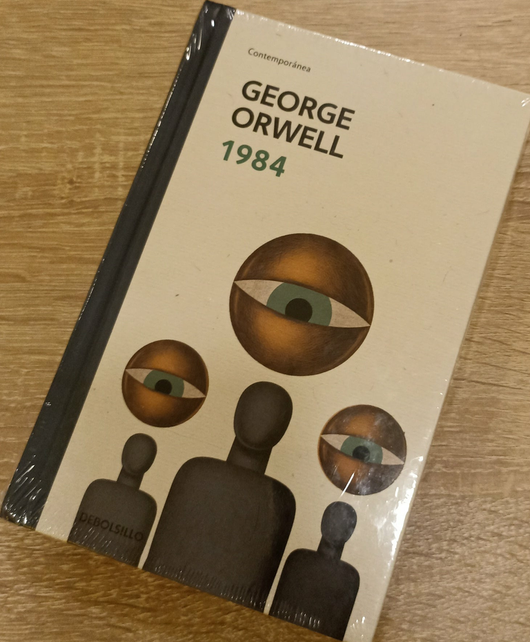 Contemporánea
GEORGE
ORWELL
1984
DEBOLSILLO